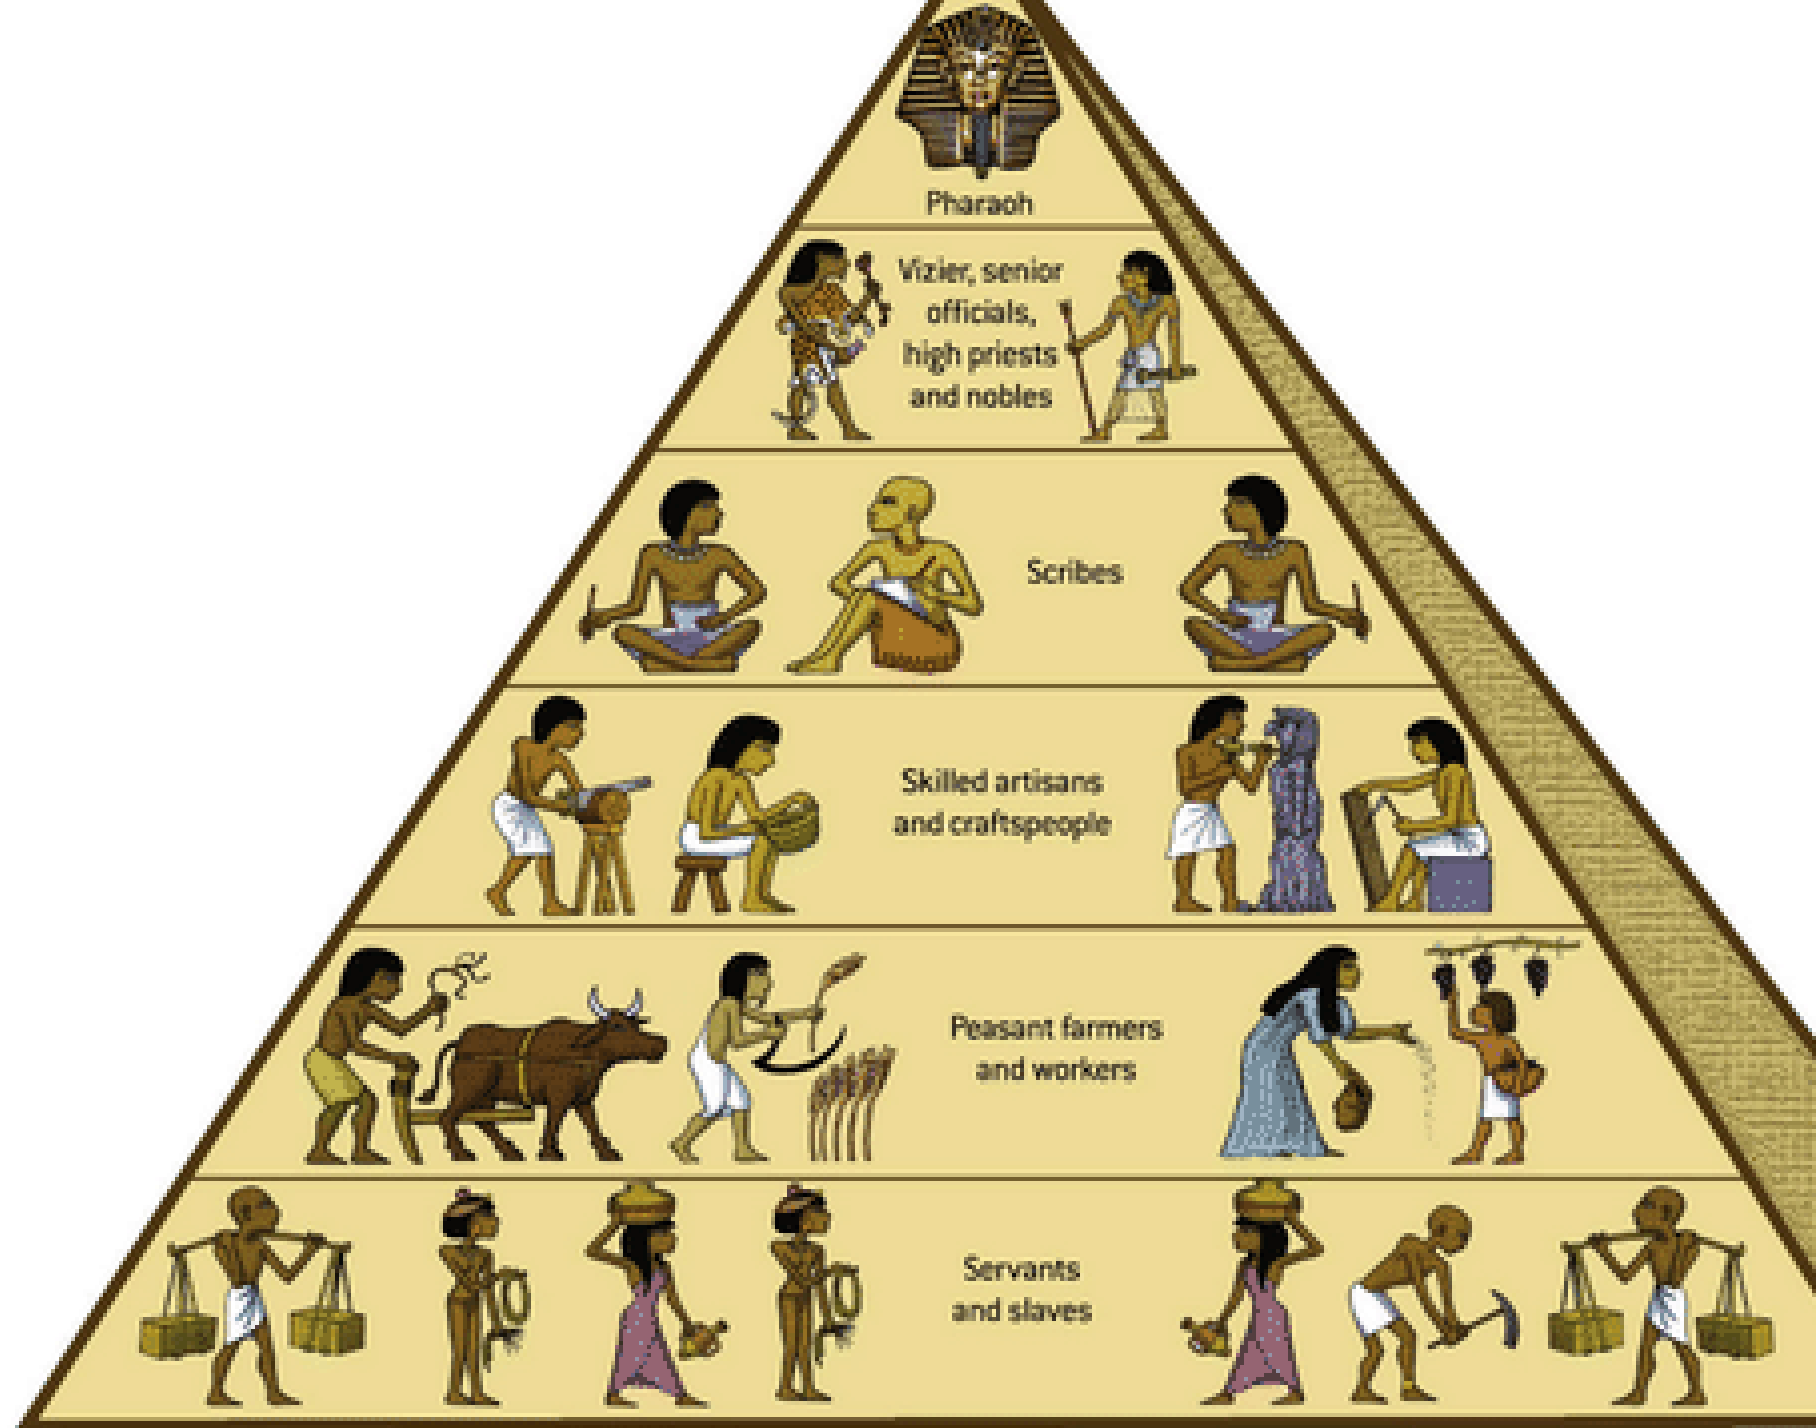 Pharaoh
Vizier, senior
officials,
high priests
and nobles
Scribes
Skilled artisans
and craftspeople
Peasant farmers
and workers
Servants
and slaves